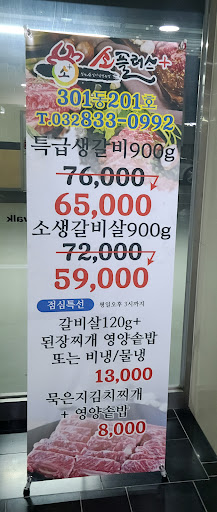 소플러스+
301동201호
T.032833-0992
특급생갈비900g
76,000
65,000
소생갈비살900g
72,000
59,000
점심특선 평일오후 3시까지
갈비살120g+
된장찌개 영양솥밥
또는 비냉/물냉
13,000
묵은지김치찌개
+ 영양솥밥
8,000